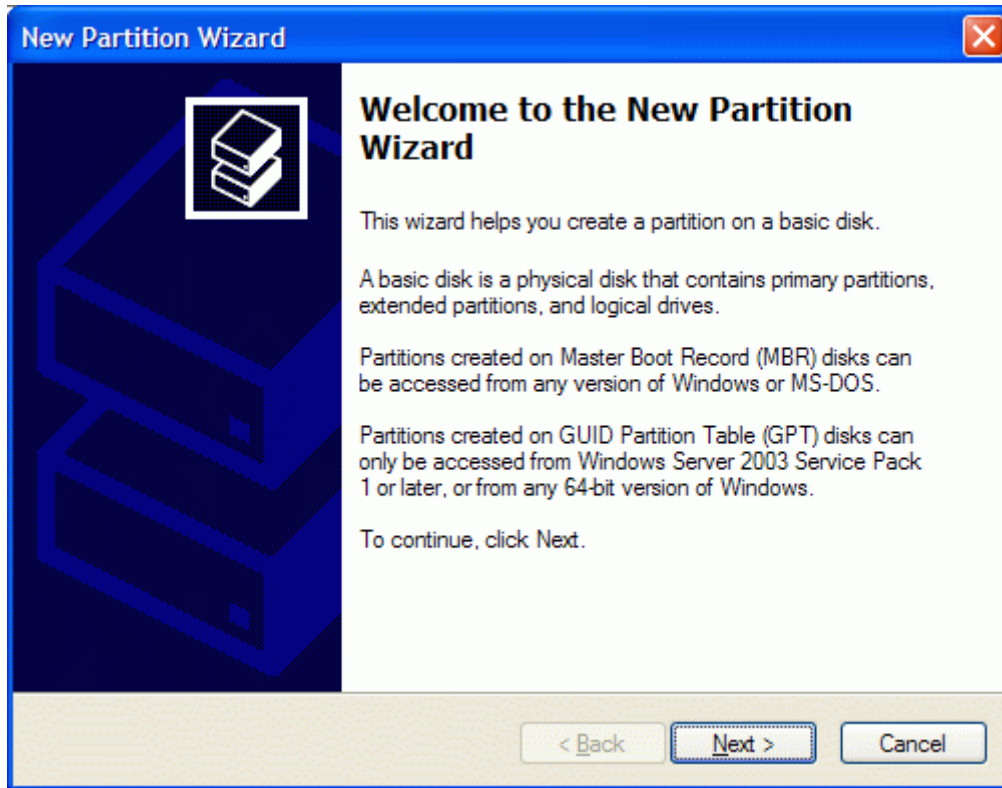 New Partition Wizard
Welcome to the New Partition
Wizard
This wizard helps you create a partition on a basic disk.
A basic disk is a physical disk that contains primary partitions,
extended partitions, and logical drives.
Partitions created on Master Boot Record (MBR) disks can
be accessed from any version of Windows or MS-DOS.
Partitions created on GUID Partition Table (GPT) disks can
only be accessed from Windows Server 2003 Service Pack
1 or later, or from any 64-bit version of Windows.
To continue, click Next.
< Back Next > Cancel